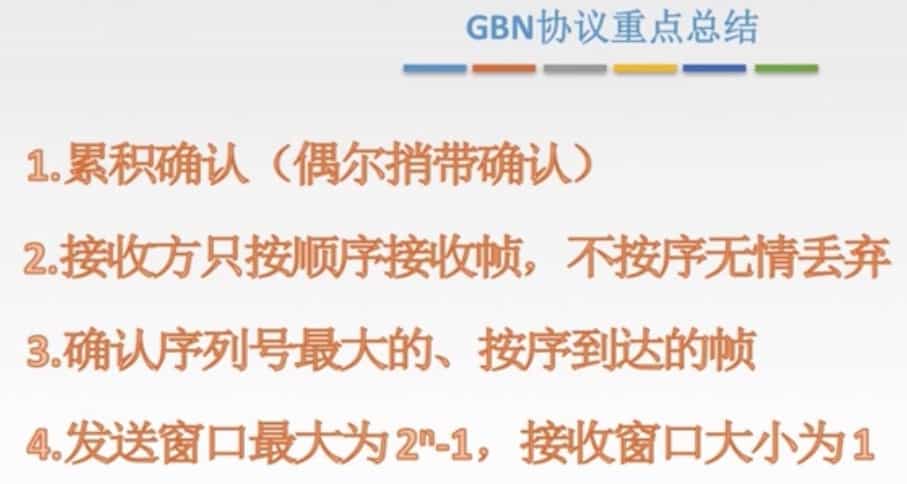 GBN协议重点总结
1.累积确认（偶尔捎带确认）
2.接收方只按顺序接收帧，不按序无情丢弃
3.确认序列号最大的、按序到达的帧
4.发送窗口最大为2ⁿ-1，接收窗口大小为1